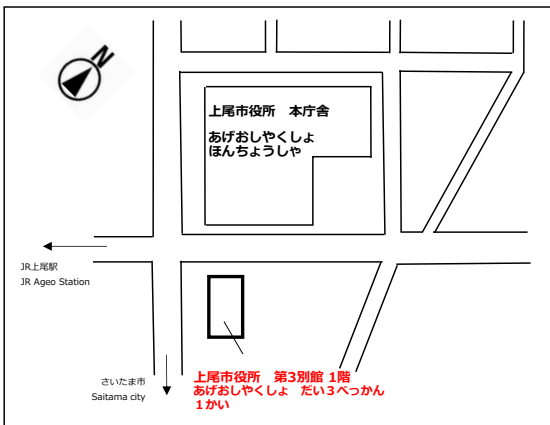 N
上尾市役所　本庁舎
あげおしやくしょ
ほんちょうしゃ
JR上尾駅
JR Ageo Station
さいたま市
Saitama city
上尾市役所　第3別館 1階
あげおしやくしょ　だい３べっかん
１かい